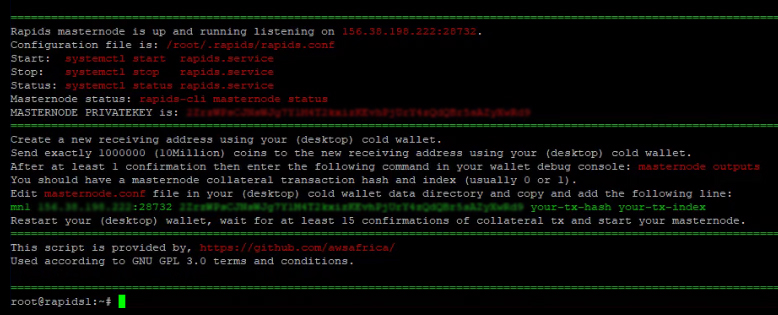 Rapids masternode is up and running listening on 156.38.198.222:28732.
Configuration file is: /root/.rapids/rapids.conf
Start: systemctl start rapids.service
Stop: systemctl stop rapids.service
Status: systemctl status rapids.service
Masternode status: rapids-cli masternode status
MASTERNODE PRIVATEKEY is:
Create a new receiving address using your (desktop) cold wallet.
Send exactly 1000000 (10Million) coins to the new receiving address using your (desktop) cold wallet.
After at least 1 confirmation then enter the following command in your wallet debug console: masternode outputs
You should have a masternode collateral transaction hash and index (usually 0 or 1).
Edit masternode.conf file in your (desktop) cold wallet data directory and copy and add the following line:
mn1 :28732 your-tx-hash your-tx-index
Restart your (desktop) wallet, wait for at least 15 confirmations of collateral tx and start your masternode.
This script is provided by, https://github.com/awsafrica/
Used according to GNU GPL 3.0 terms and conditions.
root@rapids1:~#